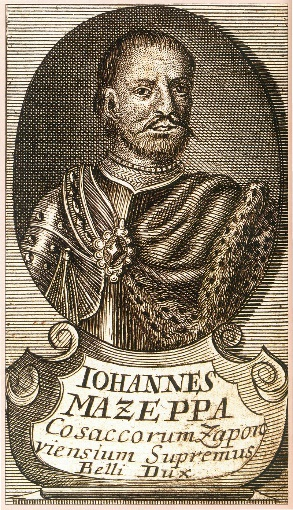 IOHANNES
MAZEPPA
Cosaccorum Zaporo
viensium Supremus
Belli Dux